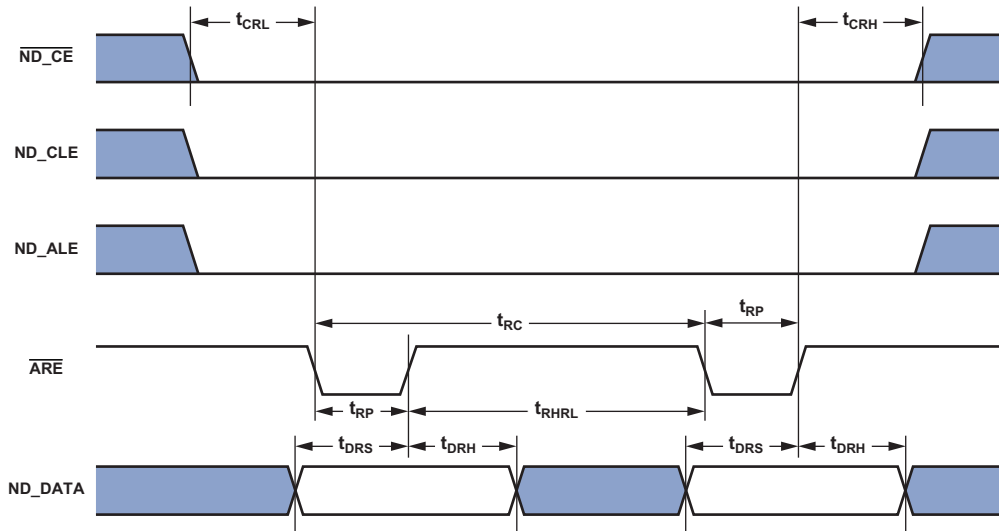 tCRL
tCRH
ND_CE
ND_CLE
ND_ALE
tRC
tRP
ARE
tRP
tRHRL
tDRS
tDRH
tDRS
tDRH
ND_DATA